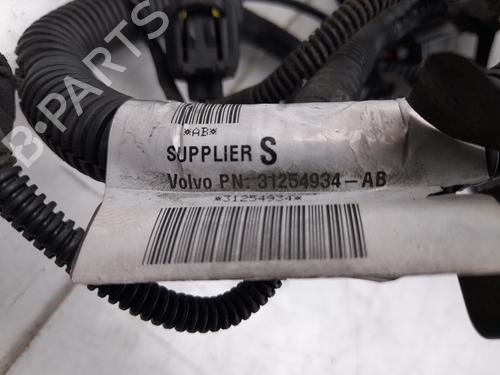 *AB*
SUPPLIER S
Volvo PN: 31254934-AB
*31254934*
B-PARTS